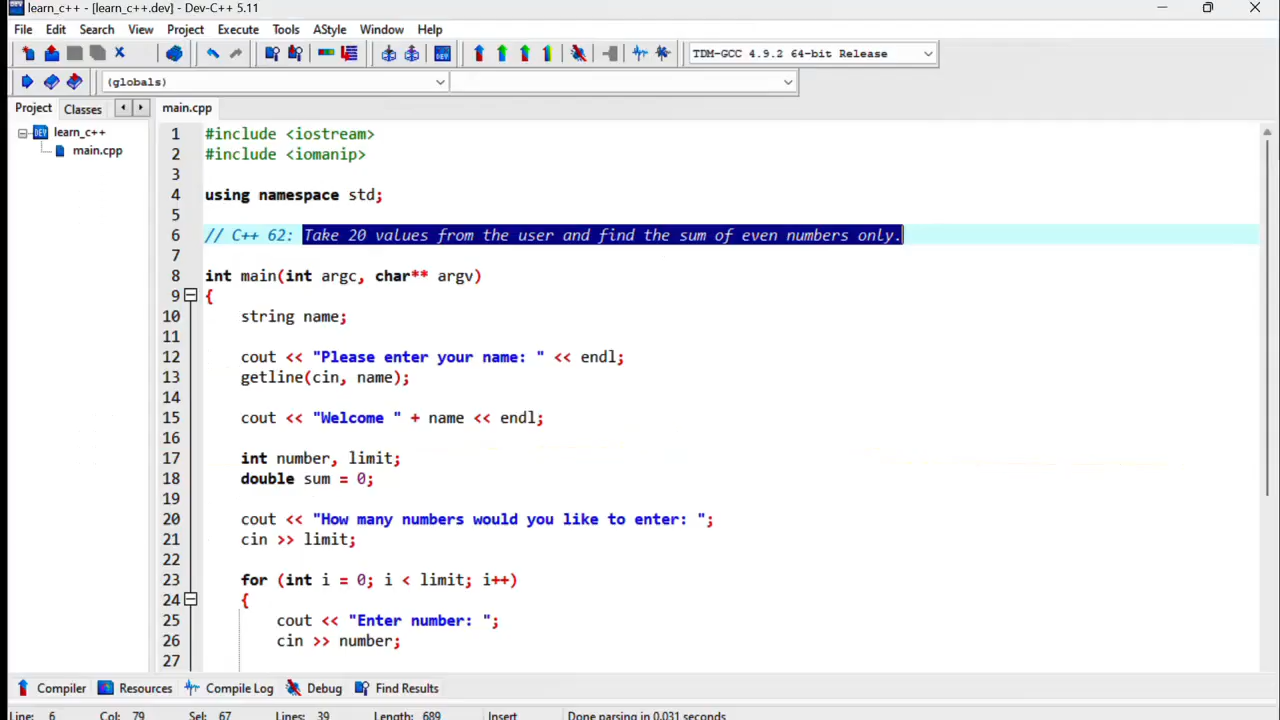 learn_c++ - [learn_c++.dev] - Dev-C++ 5.11
File Edit Search View Project Execute Tools AStyle Window Help
TDM-GCC 4.9.2 64-bit Release
(globals)
Project Classes main.cpp
learn_c++
main.cpp
1 #include <iostream>
2 #include <iomanip>
3
4 using namespace std;
5
6 // C++ 62: Take 20 values from the user and find the sum of even numbers only.
7
8 int main(int argc, char** argv)
9 {
10 string name;
11
12 cout << "Please enter your name: " << endl;
13 getline(cin, name);
14
15 cout << "Welcome " + name << endl;
16
17 int number, limit;
18 double sum = 0;
19
20 cout << "How many numbers would you like to enter: ";
21 cin >> limit;
22
23 for (int i = 0; i < limit; i++)
24 {
25 cout << "Enter number: ";
26 cin >> number;
27
Compiler Resources Compile Log Debug Find Results
Line: 6 Col: 79 Sel: 67 Lines: 39 Length: 689 Insert Done parsing in 0.031 seconds